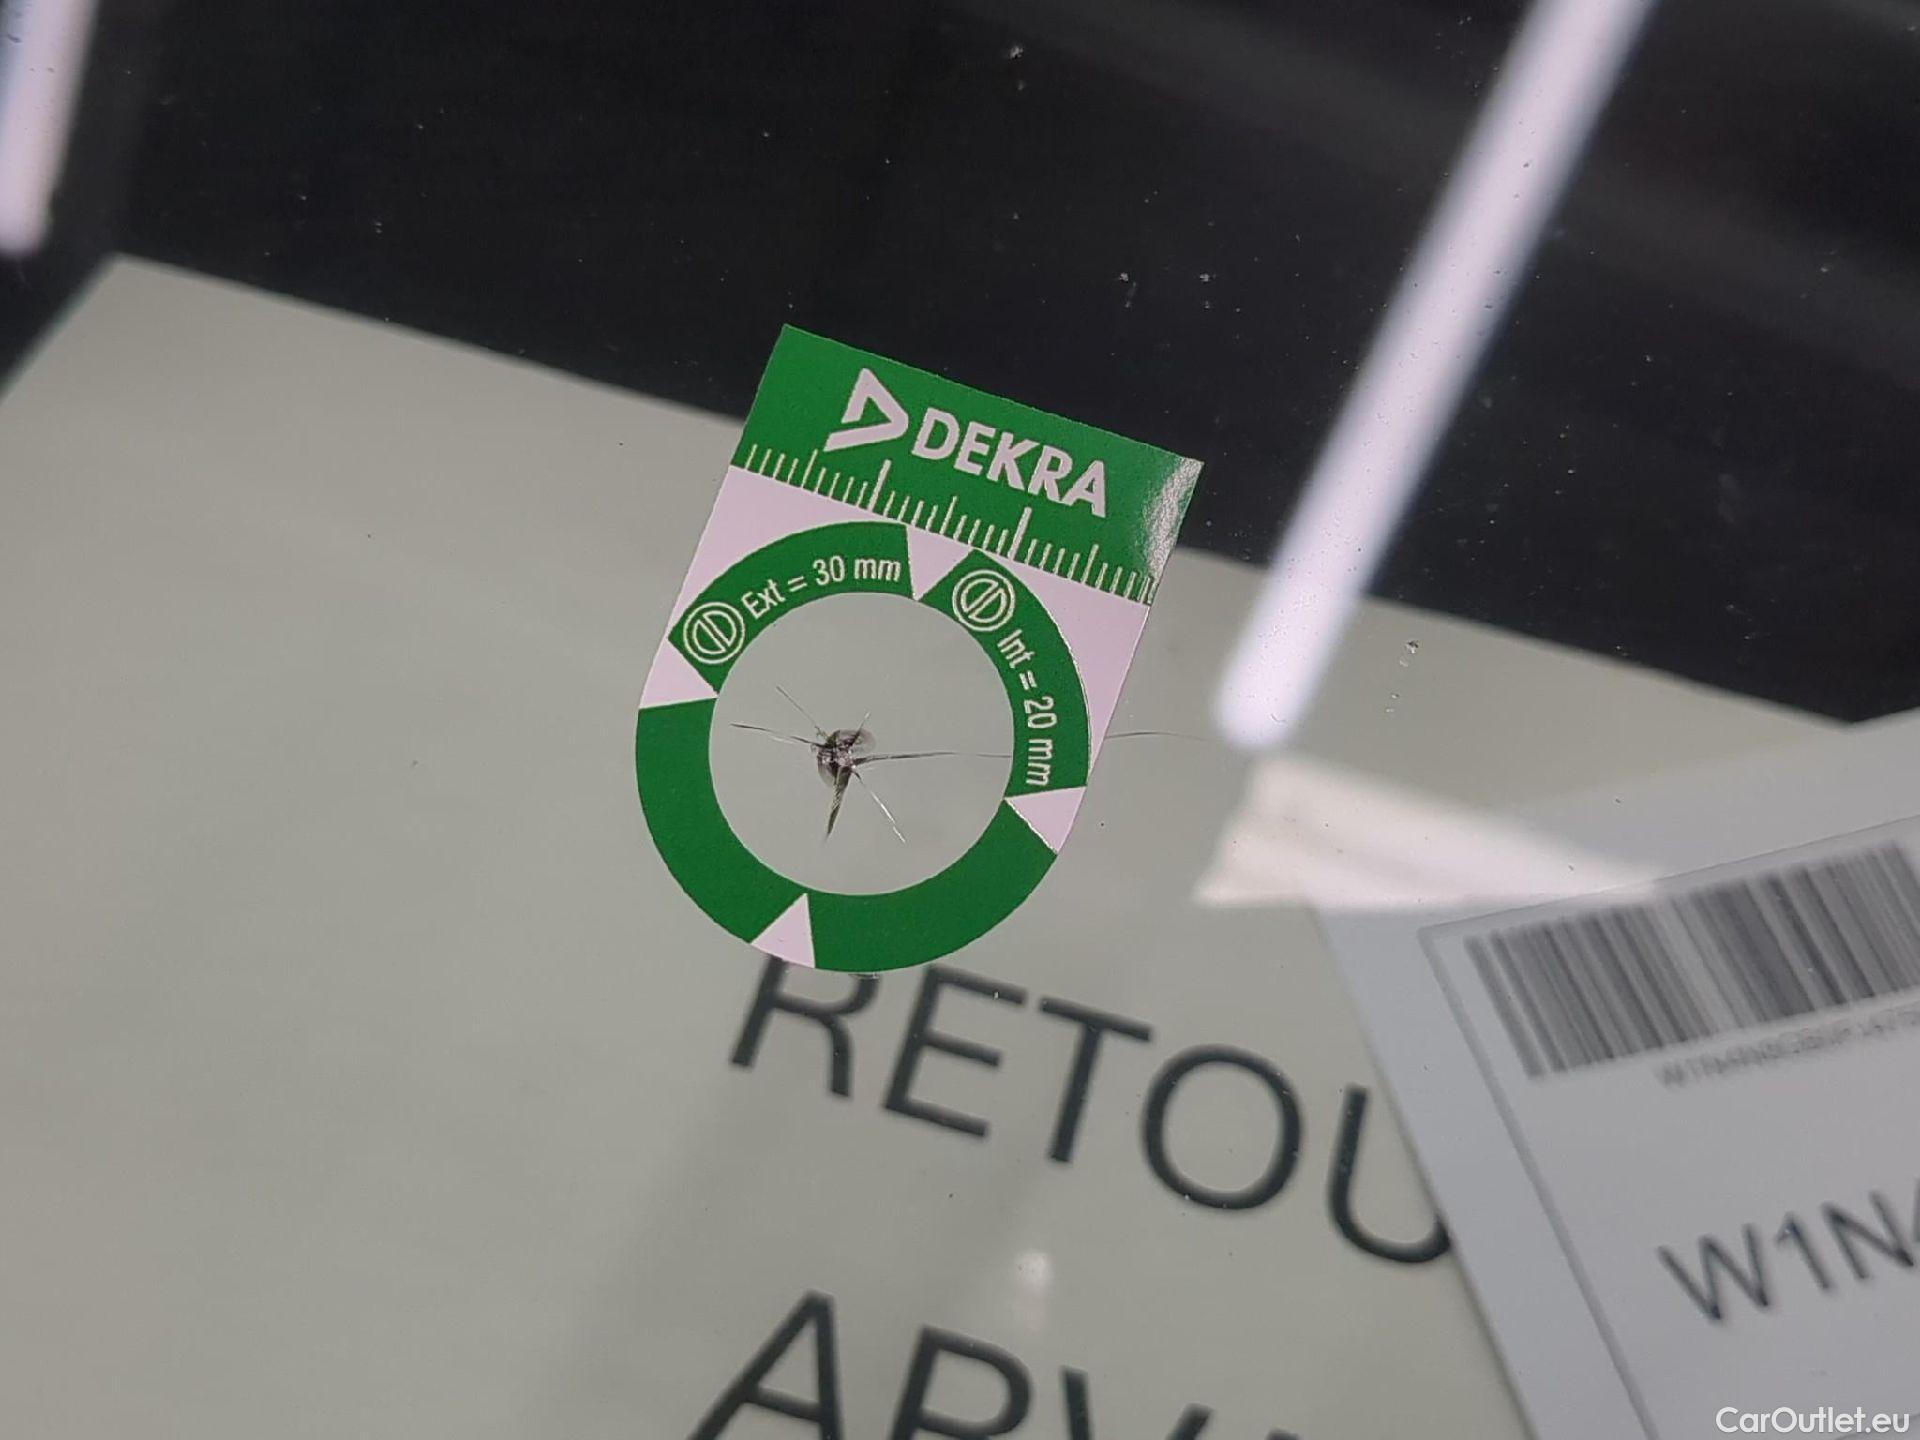 DEKRA
Ext = 30 mm
Int = 20 mm
RETOU
W1N
CarOutlet.eu